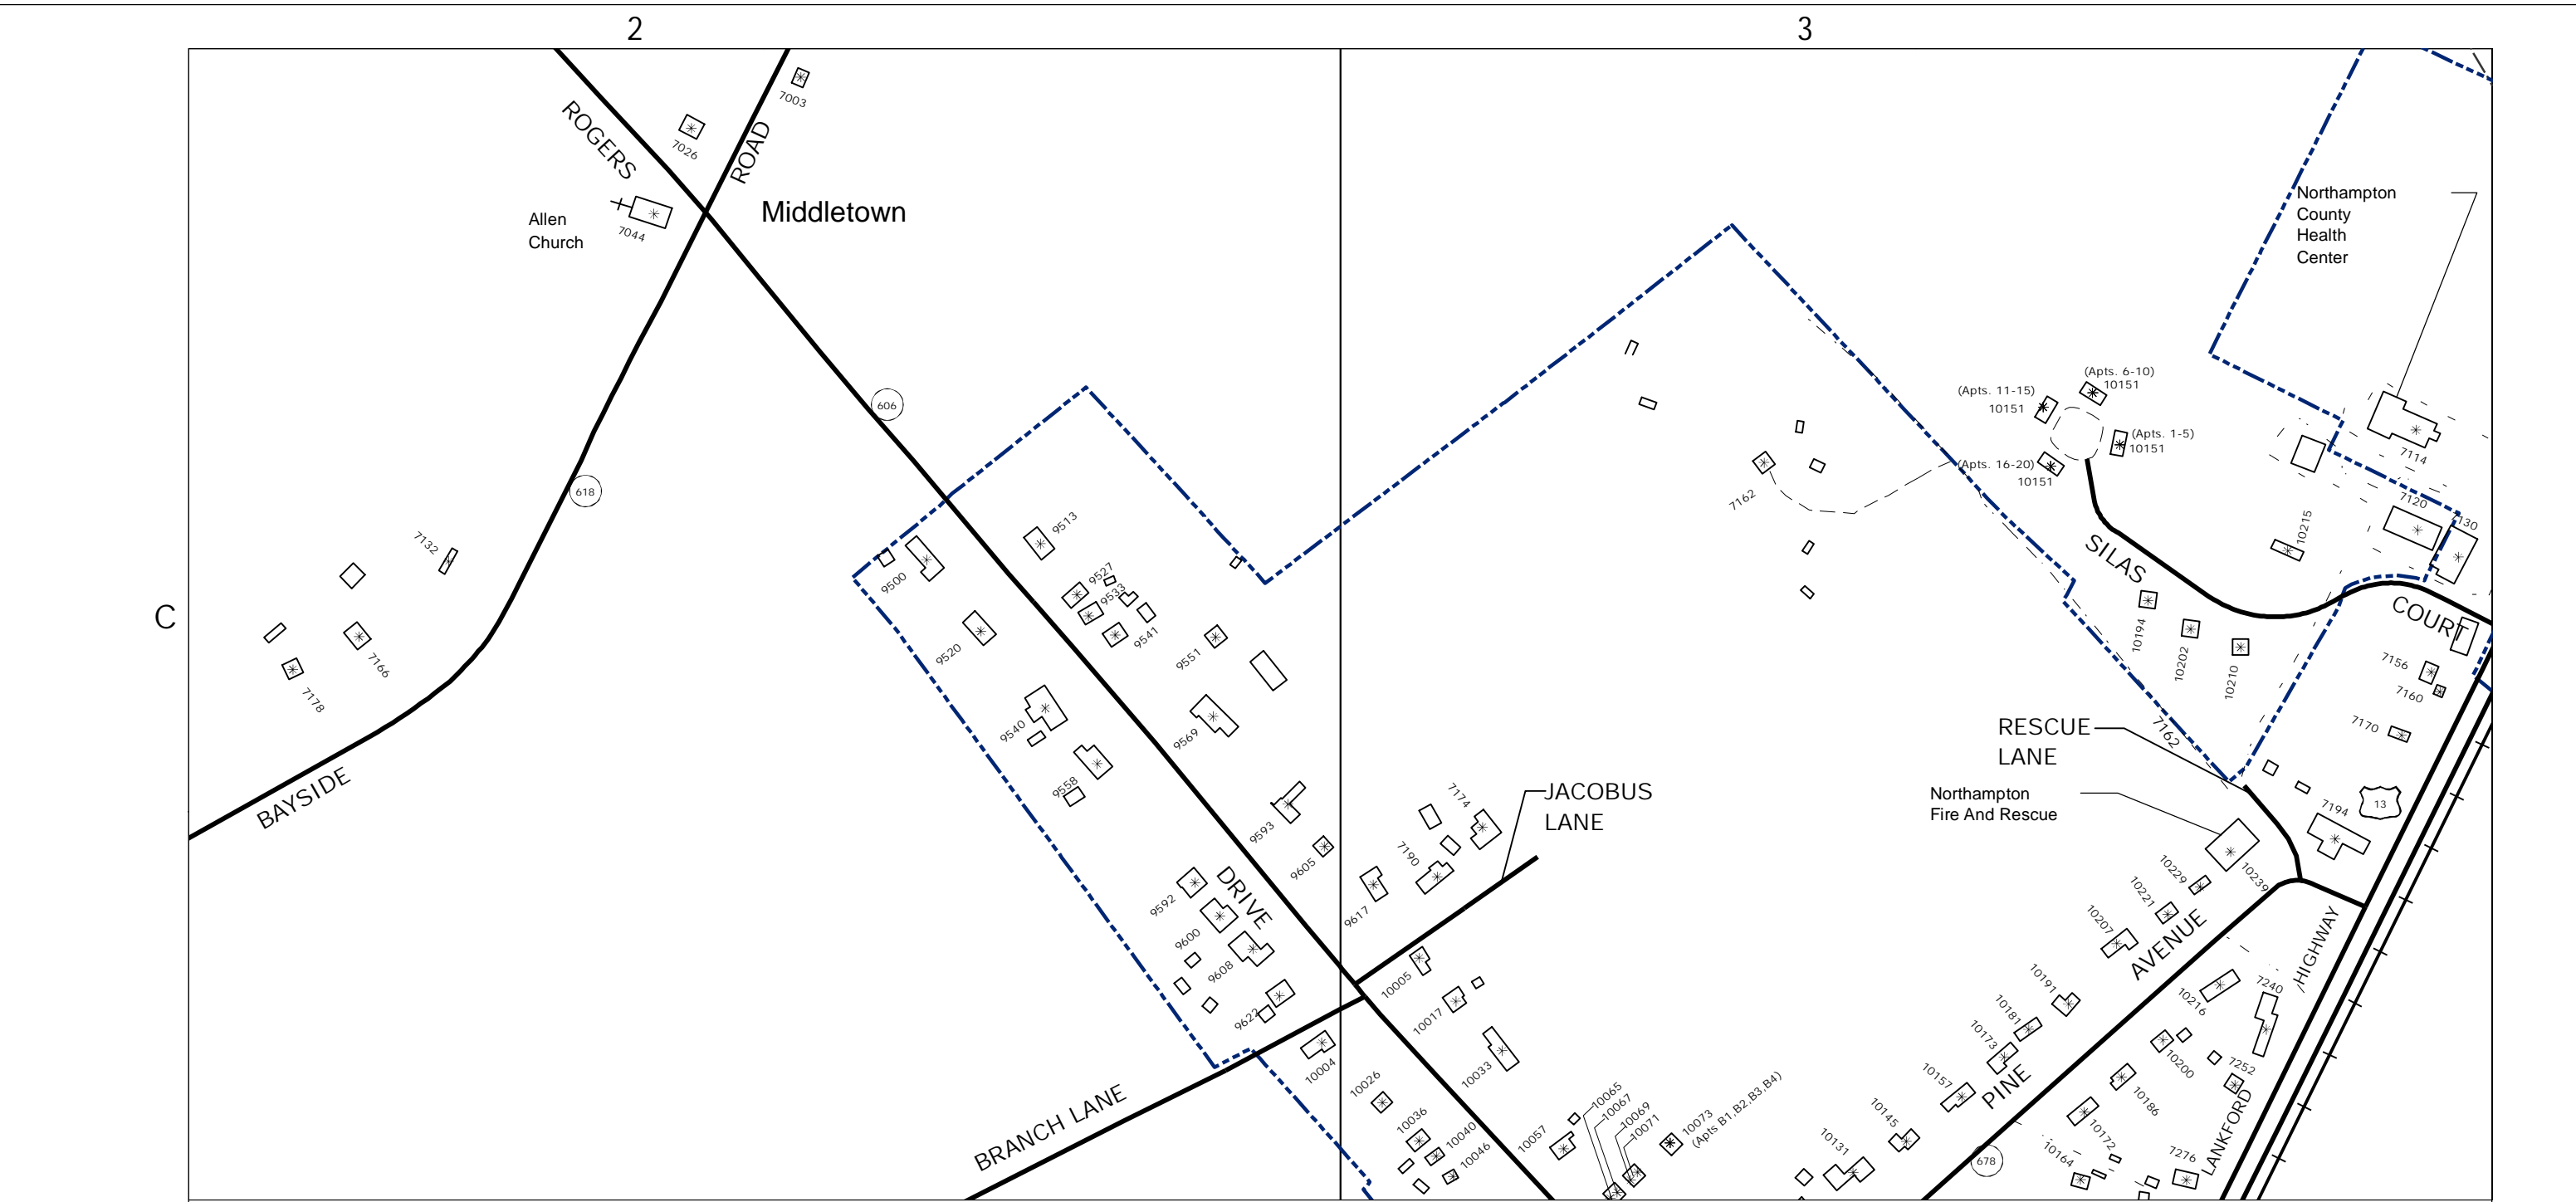 2
3
C
ROGERS
ROAD
7003
7026
7044
Allen
Church
Middletown
606
618
7132
7166
7178
BAYSIDE
9500
9513
9520
9527
9533
9541
9551
9540
9569
9558
9593
9605
9592
9600
9608
9622
DRIVE
BRANCH LANE
10004
Northampton
County
Health
Center
(Apts. 6-10)
10151
(Apts. 11-15)
10151
(Apts. 1-5)
10151
(Apts. 16-20)
10151
7114
7120
7130
7162
10215
SILAS
COURT
10194
10202
10210
7156
7160
7170
7162
RESCUE
LANE
Northampton
Fire And Rescue
13
7194
JACOBUS
LANE
7174
7190
9617
10005
10017
10033
10026
10036
10040
10046
10057
10065
10067
10069
10071
10073
(Apts B1,B2,B3,B4)
10239
10229
10221
10207
AVENUE
10191
10181
10173
10157
PINE
10145
10131
678
HIGHWAY
7240
10216
10200
7252
10186
10172
10164
7276
LANKFORD